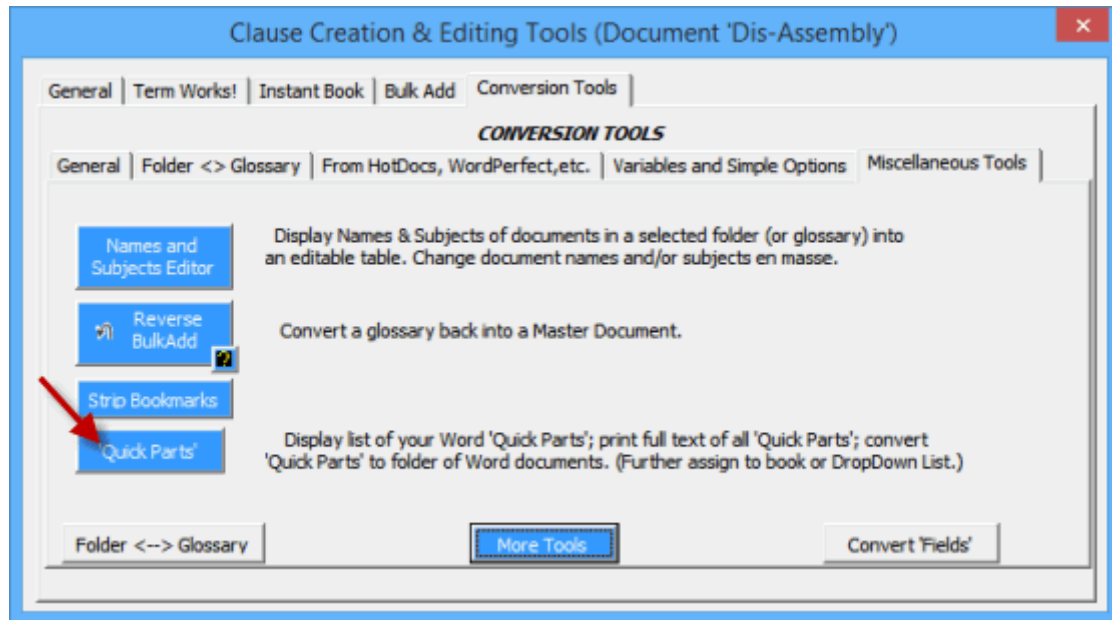 Clause Creation & Editing Tools (Document 'Dis-Assembly')
General Term Works! Instant Book Bulk Add Conversion Tools
CONVERSION TOOLS
General Folder <> Glossary From HotDocs, WordPerfect,etc. Variables and Simple Options Miscellaneous Tools
Names and
Subjects Editor
Display Names & Subjects of documents in a selected folder (or glossary) into
an editable table. Change document names and/or subjects en masse.
Reverse
BulkAdd
?
Convert a glossary back into a Master Document.
Strip Bookmarks
'Quick Parts'
Display list of your Word 'Quick Parts'; print full text of all 'Quick Parts'; convert
'Quick Parts' to folder of Word documents. (Further assign to book or DropDown List.)
Folder <--> Glossary More Tools Convert 'Fields'